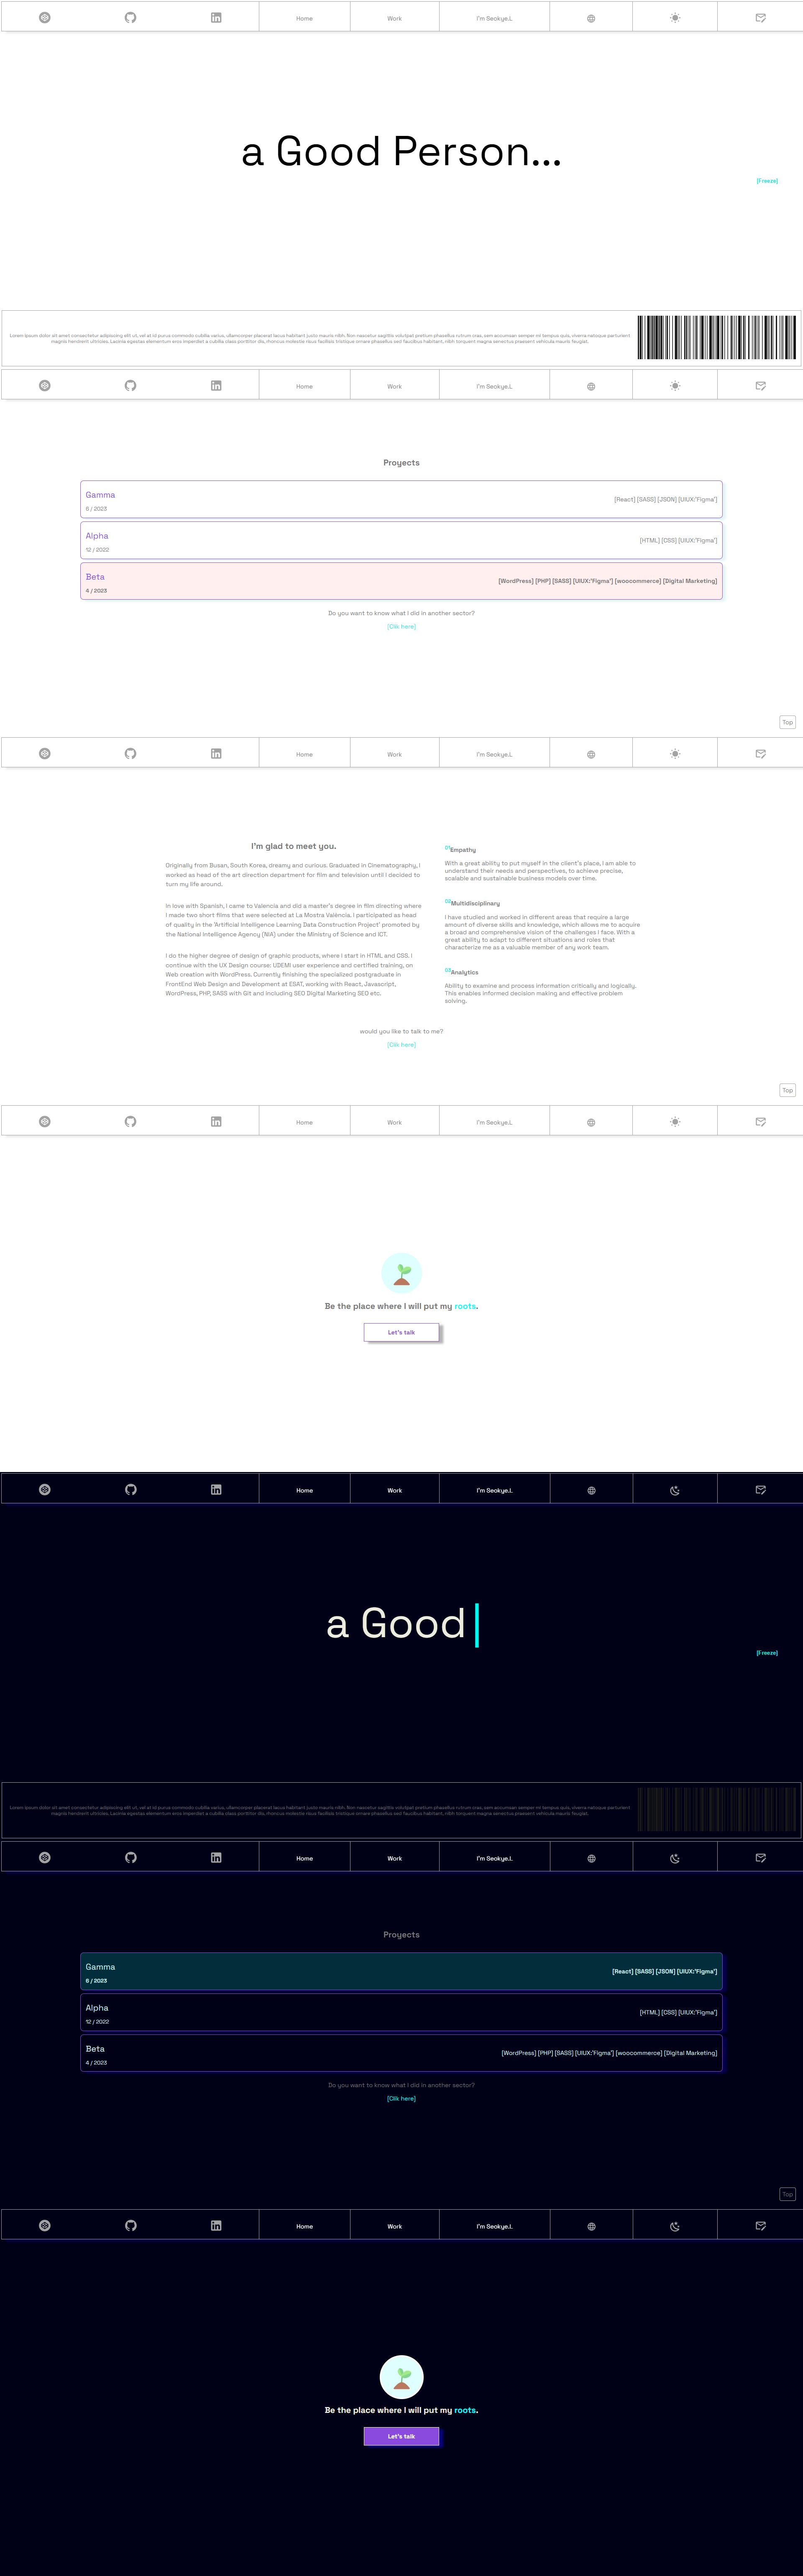 Home Work I'm Seokye.L
a Good Person...
[Freeze]
Lorem ipsum dolor sit amet consectetur adipiscing elit ut, vel at id purus commodo cubilia varius, ullamcorper placerat lacus habitant justo mauris nibh. Non nascetur sagittis volutpat pretium phasellus rutrum cras, sem accumsan semper mi tempus quis, viverra natoque parturient
magnis hendrerit ultricies. Lacinia egestas elementum eros imperdiet a cubilia class porttitor dis, rhoncus molestie risus facilisis tristique ornare phasellus sed faucibus habitant, nibh torquent magna senectus praesent vehicula mauris feugiat.
Home Work I'm Seokye.L
Proyects
Gamma
6 / 2023
[React] [SASS] [JSON] [UIUX:'Figma']
Alpha
12 / 2022
[HTML] [CSS] [UIUX:'Figma']
Beta
4 / 2023
[WordPress] [PHP] [SASS] [UIUX:'Figma'] [woocommerce] [Digital Marketing]
Do you want to know what I did in another sector?
[Clik here]
Top
Home Work I'm Seokye.L
I'm glad to meet you.
Originally from Busan, South Korea, dreamy and curious. Graduated in Cinematography, I
worked as head of the art direction department for film and television until I decided to
turn my life around.
In love with Spanish, I came to Valencia and did a master's degree in film directing where
I made two short films that were selected at La Mostra València. I participated as head
of quality in the 'Artificial Intelligence Learning Data Construction Project' promoted by
the National Intelligence Agency (NIA) under the Ministry of Science and ICT.
I do the higher degree of design of graphic products, where I start in HTML and CSS, I
continue with the UX Design course: UDEMI user experience and certified training, on
Web creation with WordPress. Currently finishing the specialized postgraduate in
FrontEnd Web Design and Development at ESAT, working with React, Javascript,
WordPress, PHP, SASS with Git and including SEO Digital Marketing SEO etc.
01Empathy
With a great ability to put myself in the client's place, I am able to
understand their needs and perspectives, to achieve precise,
scalable and sustainable business models over time.
02Multidisciplinary
I have studied and worked in different areas that require a large
amount of diverse skills and knowledge, which allows me to acquire
a broad and comprehensive vision of the challenges I face. With a
great ability to adapt to different situations and roles that
characterize me as a valuable member of any work team.
03Analytics
Ability to examine and process information critically and logically.
This enables informed decision making and effective problem
solving.
would you like to talk to me?
[Clik here]
Top
Home Work I'm Seokye.L
Be the place where I will put my roots.
Let's talk
Home Work I'm Seokye.L
a Good
[Freeze]
Lorem ipsum dolor sit amet consectetur adipiscing elit ut, vel at id purus commodo cubilia varius, ullamcorper placerat lacus habitant justo mauris nibh. Non nascetur sagittis volutpat pretium phasellus rutrum cras, sem accumsan semper mi tempus quis, viverra natoque parturient
magnis hendrerit ultricies. Lacinia egestas elementum eros imperdiet a cubilia class porttitor dis, rhoncus molestie risus facilisis tristique ornare phasellus sed faucibus habitant, nibh torquent magna senectus praesent vehicula mauris feugiat.
Home Work I'm Seokye.L
Proyects
Gamma
6 / 2023
[React] [SASS] [JSON] [UIUX:'Figma']
Alpha
12 / 2022
[HTML] [CSS] [UIUX:'Figma']
Beta
4 / 2023
[WordPress] [PHP] [SASS] [UIUX:'Figma'] [woocommerce] [Digital Marketing]
Do you want to know what I did in another sector?
[Clik here]
Top
Home Work I'm Seokye.L
Be the place where I will put my roots.
Let's talk